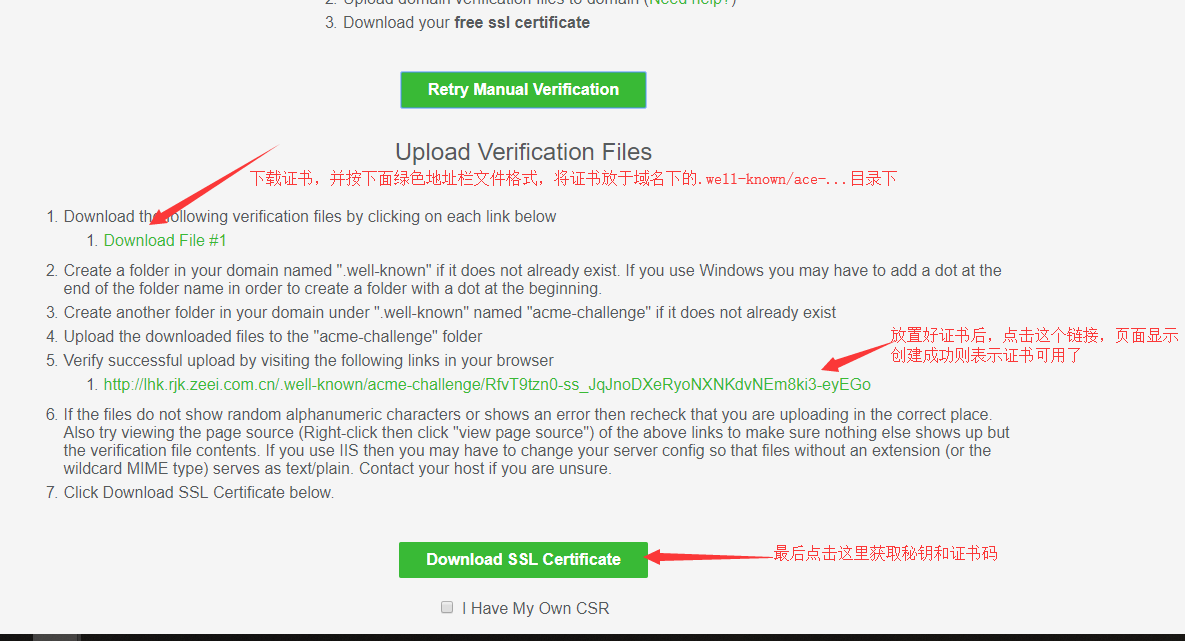 2. Upload domain verification files to domain (Need help?)
3. Download your free ssl certificate
Retry Manual Verification
Upload Verification Files
下载证书，并按下面绿色地址栏文件格式，将证书放于域名下的.well-known/ace-...目录下
1. Download the following verification files by clicking on each link below
1. Download File #1
2. Create a folder in your domain named ".well-known" if it does not already exist. If you use Windows you may have to add a dot at the
end of the folder name in order to create a folder with a dot at the beginning.
3. Create another folder in your domain under ".well-known" named "acme-challenge" if it does not already exist
4. Upload the downloaded files to the "acme-challenge" folder
放置好证书后，点击这个链接，页面显示
创建成功则表示证书可用了
5. Verify successful upload by visiting the following links in your browser
1. http://lhk.rjk.zeei.com.cn/.well-known/acme-challenge/RfvT9tzn0-ss_JqJnoDXeRyoNXNKdvNEm8ki3-eyEGo
6. If the files do not show random alphanumeric characters or shows an error then recheck that you are uploading in the correct place.
Also try viewing the page source (Right-click then click "view page source") of the above links to make sure nothing else shows up but
the verification file contents. If you use IIS then you may have to change your server config so that files without an extension (or the
wildcard MIME type) serves as text/plain. Contact your host if you are unsure.
7. Click Download SSL Certificate below.
Download SSL Certificate
最后点击这里获取秘钥和证书码
I Have My Own CSR